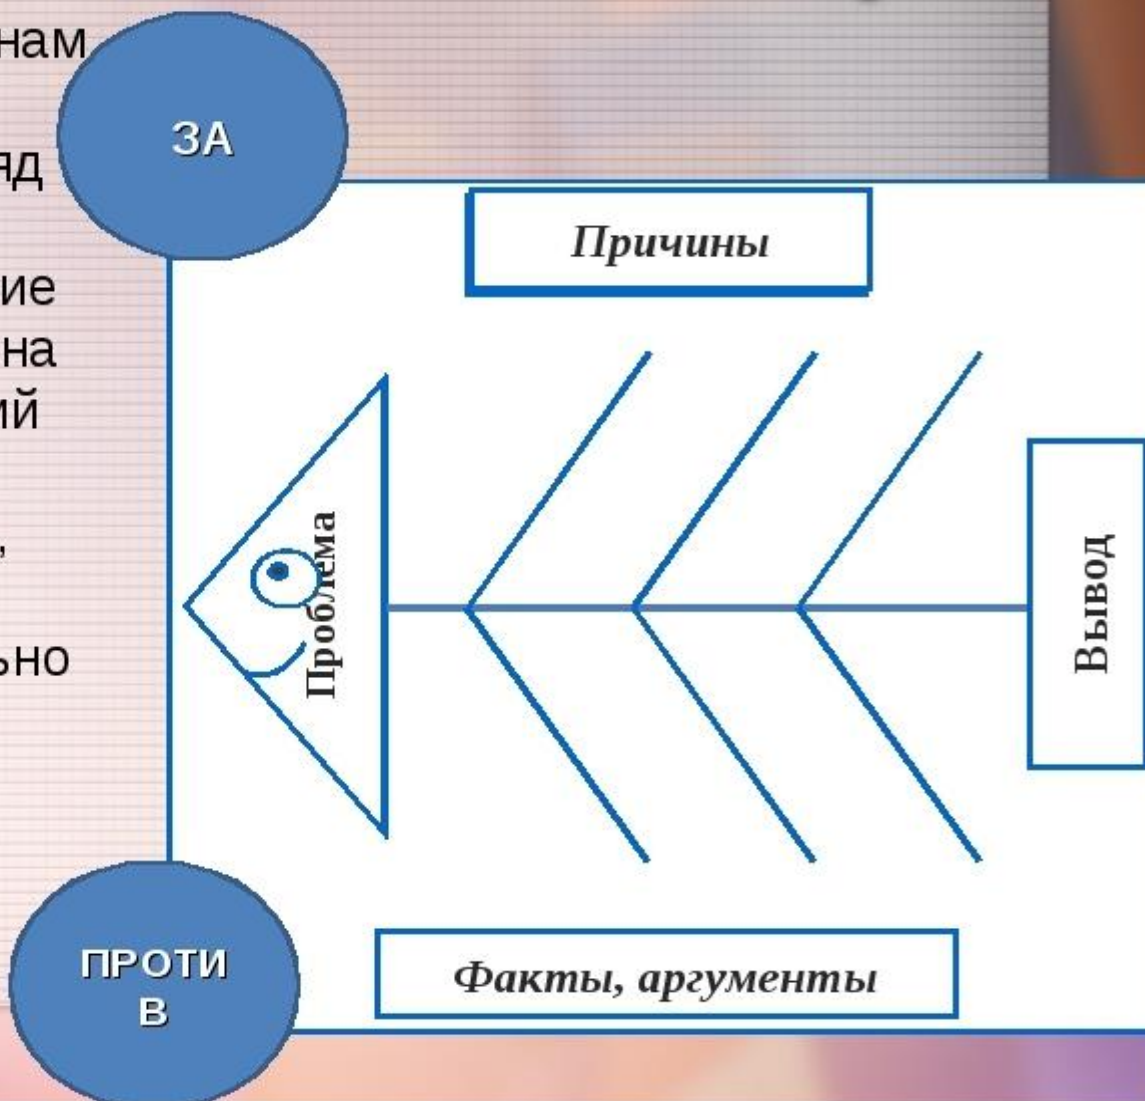 нам
ЗА
яд
Причины
ие
на
ий
Проблема
,
Вывод
ьно
ПРОТИ
В
Факты, аргументы